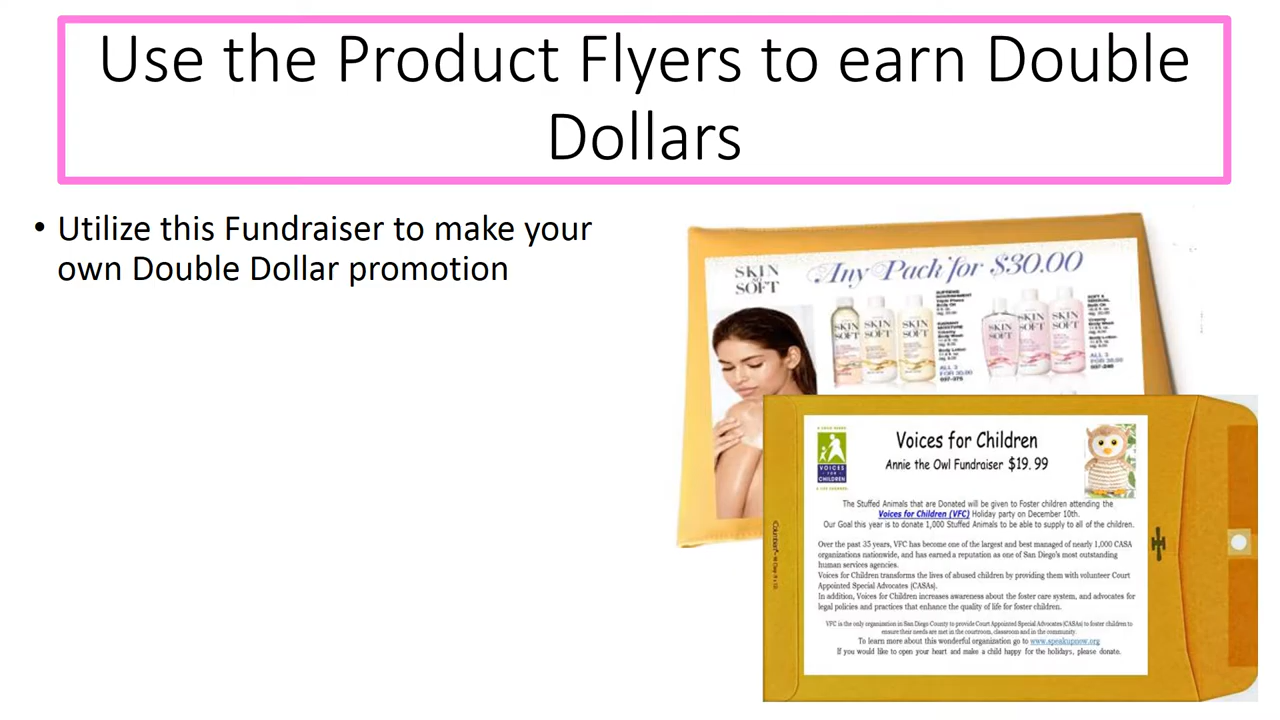 Use the Product Flyers to earn Double
Dollars
• Utilize this Fundraiser to make your
own Double Dollar promotion
SKIN
SO
SOFT
Any Pack for $30.00
SKIN
SOFT
SKIN
SOFT
SKIN
SOFT
SKIN
SOFT
SKIN
SOFT
SKIN
SOFT
Body Lotion
ALL 3
FOR 30.00
937-375
Body Lotion
ALL 3
FOR 30.00
937-246
VOICES
FOR
CHILDREN
Voices for Children
Annie the Owl Fundraiser $19.99
The Stuffed Animals that are Donated will be given to Foster children attending the
Voices for Children (VFC) Holiday party on December 10th.
Our Goal this year is to donate 1,000 Stuffed Animals to be able to supply to all of the children.
Over the past 35 years, VFC has become one of the largest and best managed of nearly 1,000 CASA
organizations nationwide, and has earned a reputation as one of San Diego's most outstanding
human services agencies.
Voices for Children transforms the lives of abused children by providing them with volunteer Court
Appointed Special Advocates (CASAs).
In addition, Voices for Children increases awareness about the foster care system, and advocates for
legal policies and practices that enhance the quality of life for foster children.
VFC is the only organization in San Diego County to provide Court Appointed Special Advocates (CASAs) to foster children to
ensure their needs are met in the courtroom, classroom and in the community.
To learn more about this wonderful organization go to www.speakupnow.org
If you would like to open your heart and make a child happy for the holidays, please donate.
Columbian